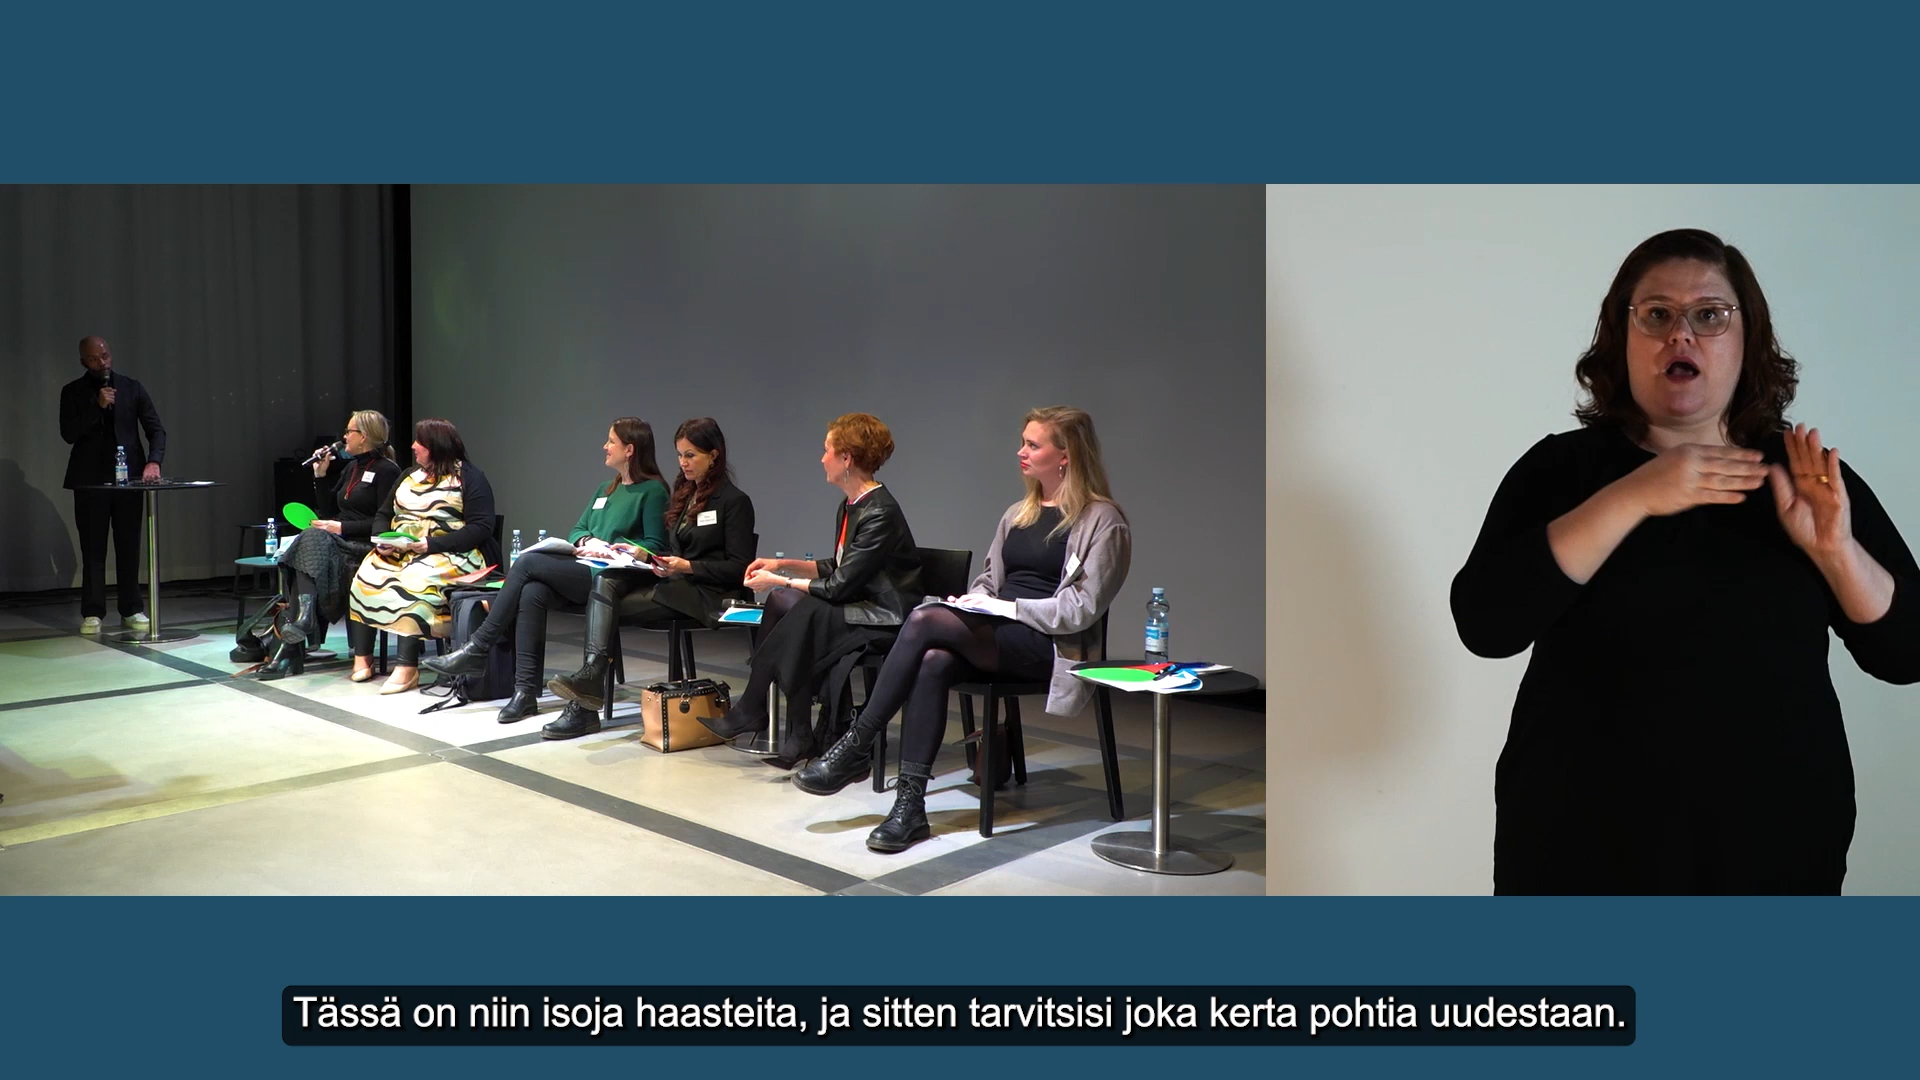 Tässä on niin isoja haasteita, ja sitten tarvitsisi joka kerta pohtia uudestaan.